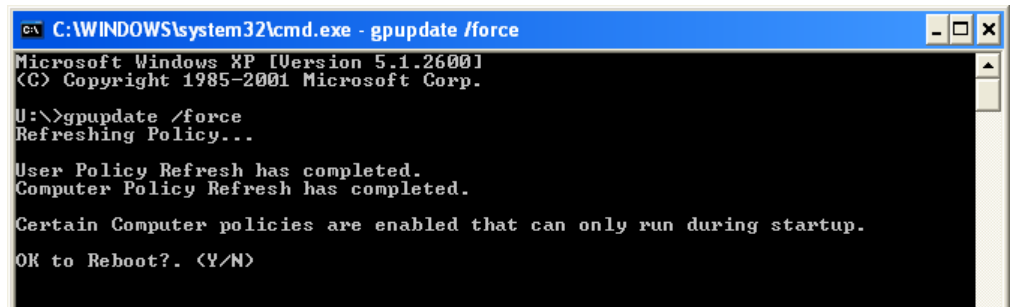 C:\WINDOWS\system32\cmd.exe - gpupdate /force
Microsoft Windows XP [Version 5.1.2600]
(C) Copyright 1985-2001 Microsoft Corp.
U:\>gpupdate /force
Refreshing Policy...
User Policy Refresh has completed.
Computer Policy Refresh has completed.
Certain Computer policies are enabled that can only run during startup.
OK to Reboot?. (Y/N)